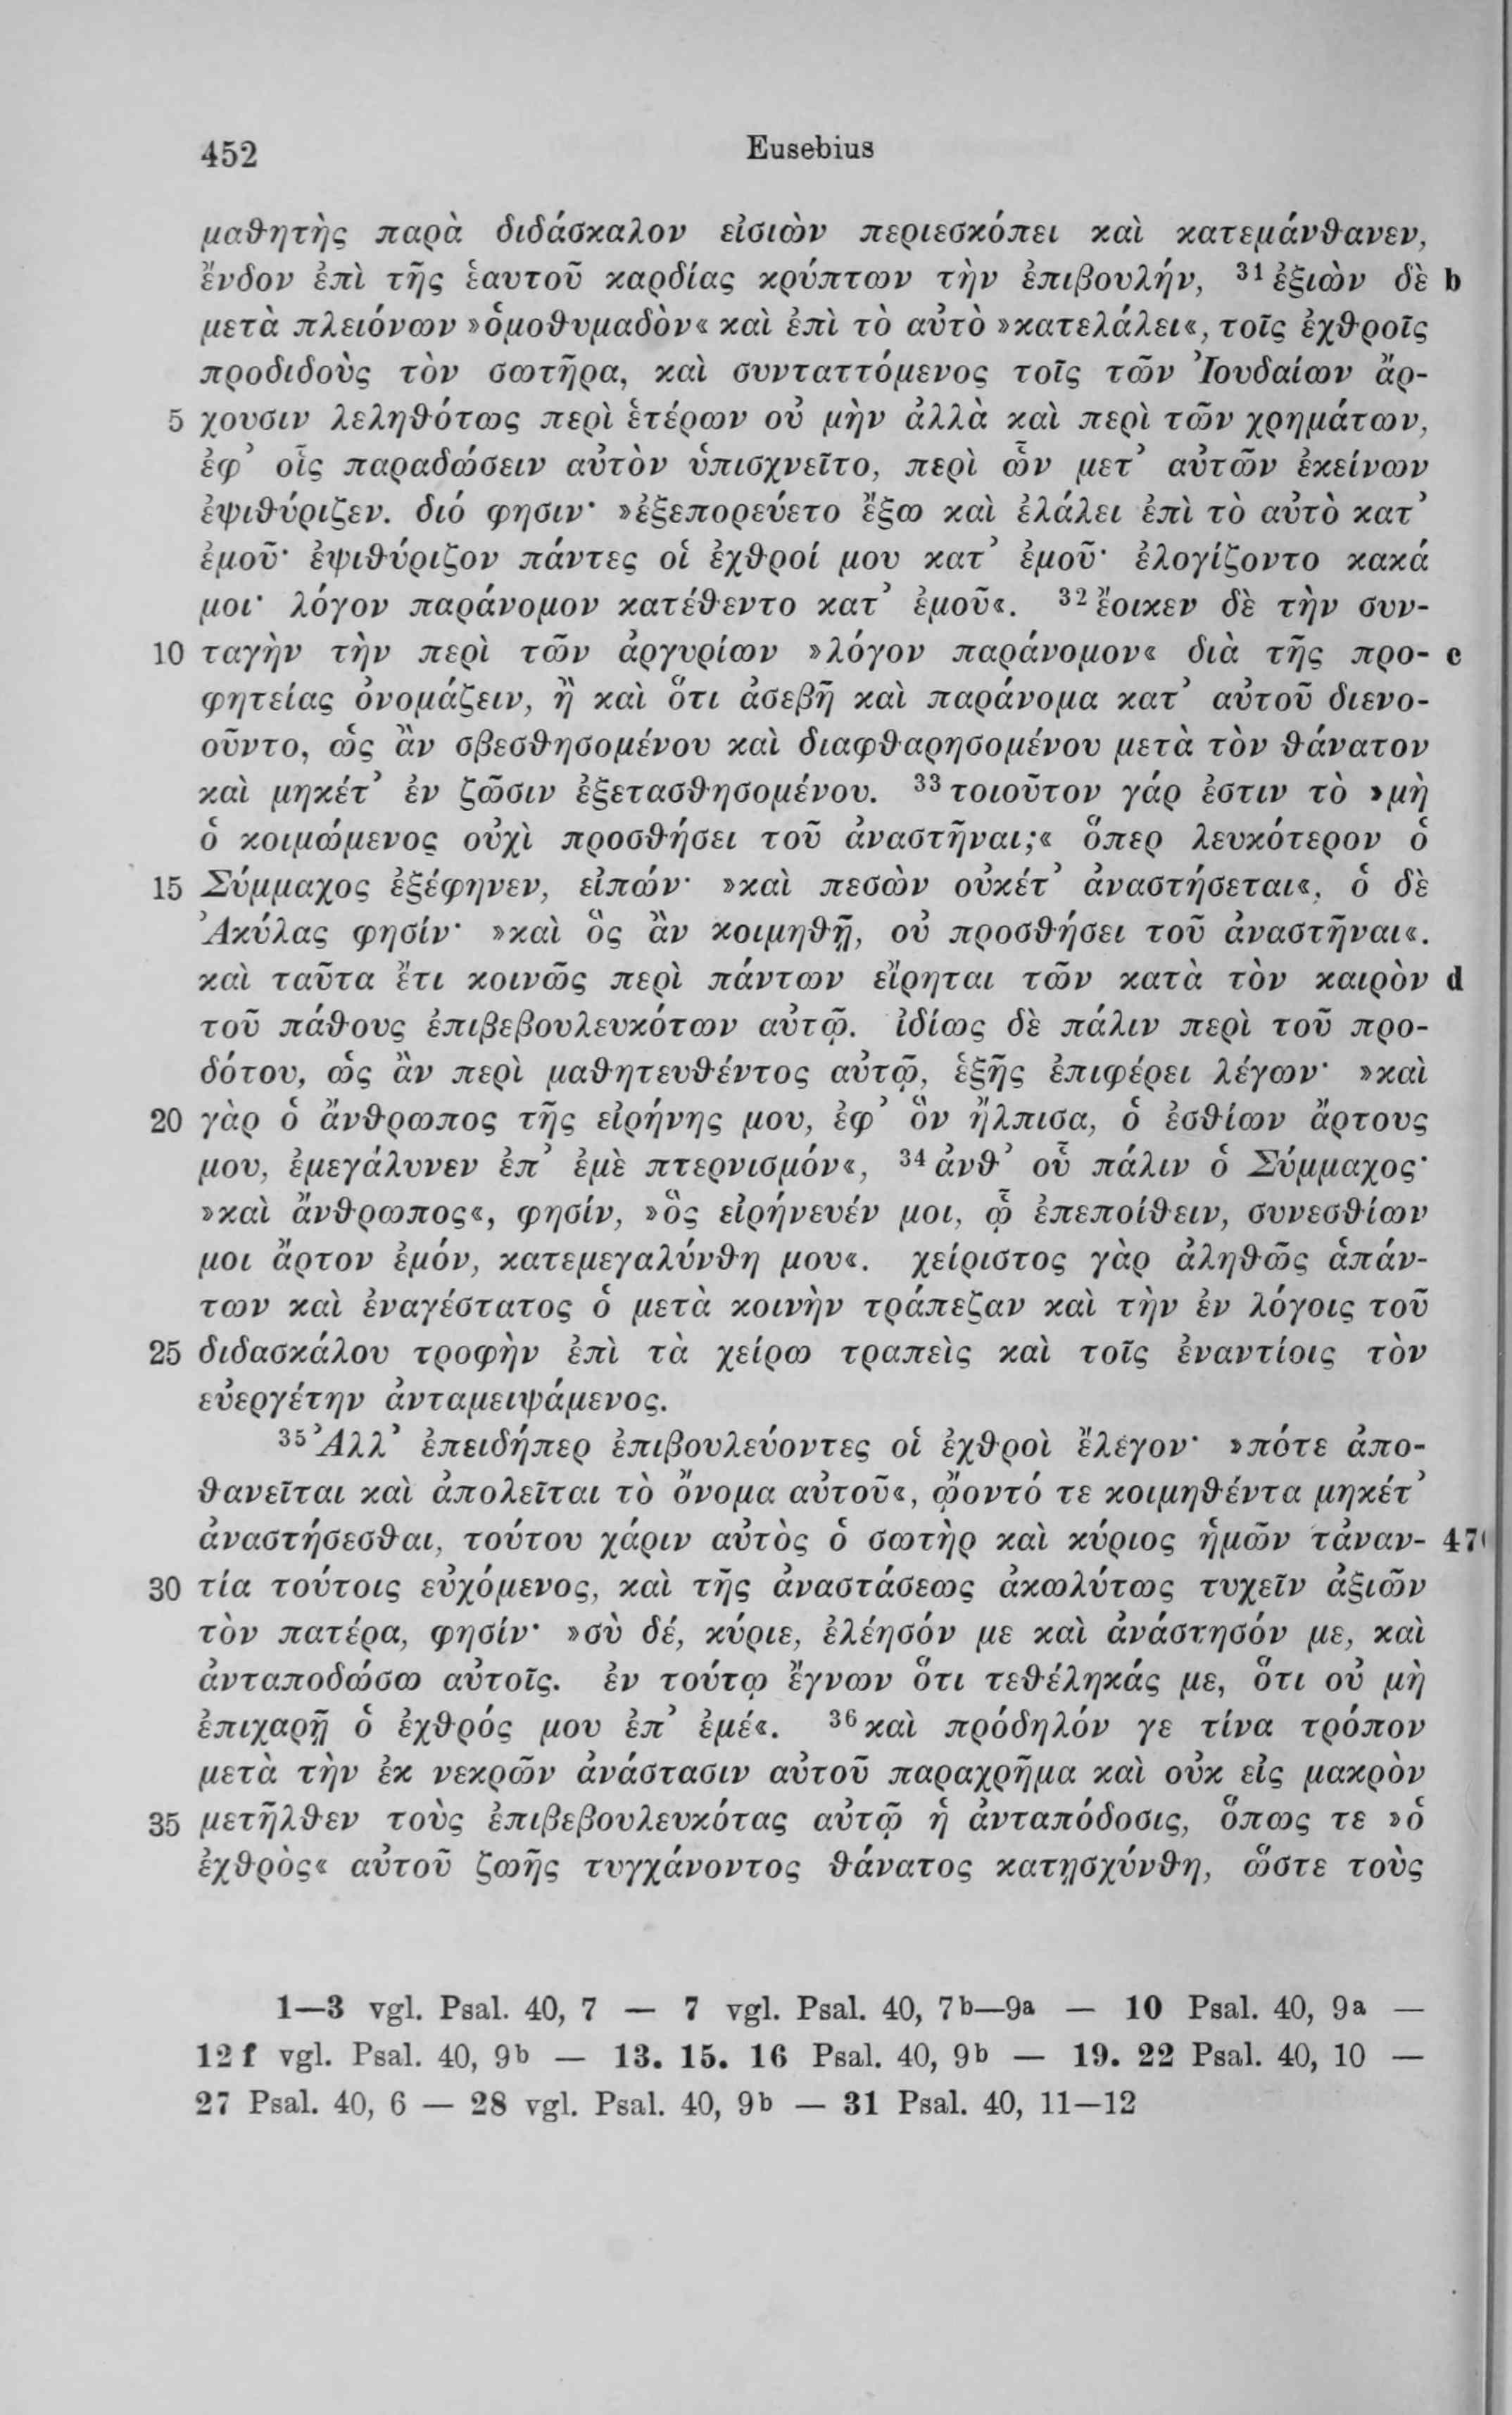 452 Eusebius
μαθητὴς παρὰ διδάσκαλον εἰσιὼν περιεσκόπει καὶ κατεμάνθανεν,
ἔνδον ἐπὶ τῆς ἑαυτοῦ καρδίας κρύπτων τὴν ἐπιβουλήν, ³¹ ἐξιὼν δὲ b
μετὰ πλειόνων »ὁμοθυμαδὸν« καὶ ἐπὶ τὸ αὐτὸ »κατελάλει«, τοῖς ἐχθροῖς
προδιδοὺς τὸν σωτῆρα, καὶ συνταττόμενος τοῖς τῶν Ἰουδαίων ἄρ-
5 χουσιν λεληθότως περὶ ἑτέρων οὐ μὴν ἀλλὰ καὶ περὶ τῶν χρημάτων,
ἐφ’ οἷς παραδώσειν αὐτὸν ὑπισχνεῖτο, περὶ ὧν μετ’ αὐτῶν ἐκείνων
ἐψιθύριζεν. διό φησιν· »ἐξεπορεύετο ἔξω καὶ ἐλάλει ἐπὶ τὸ αὐτὸ κατ’
ἐμοῦ· ἐψιθύριζον πάντες οἱ ἐχθροί μου κατ’ ἐμοῦ· ἐλογίζοντο κακά
μοι· λόγον παράνομον κατέθεντο κατ’ ἐμοῦ«. ³² ἔοικεν δὲ τὴν συν-
10 ταγὴν τὴν περὶ τῶν ἀργυρίων »λόγον παράνομον« διὰ τῆς προ- c
φητείας ὀνομάζειν, ἢ καὶ ὅτι ἀσεβῆ καὶ παράνομα κατ’ αὐτοῦ διενο-
οῦντο, ὡς ἂν σβεσθησομένου καὶ διαφθαρησομένου μετὰ τὸν θάνατον
καὶ μηκέτ’ ἐν ζῶσιν ἐξετασθησομένου. ³³ τοιοῦτον γάρ ἐστιν τὸ »μὴ
ὁ κοιμώμενος οὐχὶ προσθήσει τοῦ ἀναστῆναι;« ὅπερ λευκότερον ὁ
15 Σύμμαχος ἐξέφηνεν, εἰπών· »καὶ πεσὼν οὐκέτ’ ἀναστήσεται«, ὁ δὲ
Ἀκύλας φησίν· »καὶ ὃς ἂν κοιμηθῇ, οὐ προσθήσει τοῦ ἀναστῆναι«.
καὶ ταῦτα ἔτι κοινῶς περὶ πάντων εἴρηται τῶν κατὰ τὸν καιρὸν d
τοῦ πάθους ἐπιβεβουλευκότων αὐτῷ. ἰδίως δὲ πάλιν περὶ τοῦ προ-
δότου, ὡς ἂν περὶ μαθητευθέντος αὐτῷ, ἑξῆς ἐπιφέρει λέγων· »καὶ
20 γὰρ ὁ ἄνθρωπος τῆς εἰρήνης μου, ἐφ’ ὃν ἤλπισα, ὁ ἐσθίων ἄρτους
μου, ἐμεγάλυνεν ἐπ’ ἐμὲ πτερνισμόν«, ³⁴ ἀνθ’ οὗ πάλιν ὁ Σύμμαχος·
»καὶ ἄνθρωπος«, φησίν, »ὃς εἰρήνευέν μοι, ᾧ ἐπεποίθειν, συνεσθίων
μοι ἄρτον ἐμόν, κατεμεγαλύνθη μου«. χείριστος γὰρ ἀληθῶς ἁπάν-
των καὶ ἐναγέστατος ὁ μετὰ κοινὴν τράπεζαν καὶ τὴν ἐν λόγοις τοῦ
25 διδασκάλου τροφὴν ἐπὶ τὰ χείρω τραπεὶς καὶ τοῖς ἐναντίοις τὸν
εὐεργέτην ἀνταμειψάμενος.
³⁵ Ἀλλ’ ἐπειδήπερ ἐπιβουλεύοντες οἱ ἐχθροὶ ἔλεγον· »πότε ἀπο-
θανεῖται καὶ ἀπολεῖται τὸ ὄνομα αὐτοῦ«, ᾤοντό τε κοιμηθέντα μηκέτ’
ἀναστήσεσθαι, τούτου χάριν αὐτὸς ὁ σωτὴρ καὶ κύριος ἡμῶν τἀναν-
30 τία τούτοις εὐχόμενος, καὶ τῆς ἀναστάσεως ἀκωλύτως τυχεῖν ἀξιῶν
τὸν πατέρα, φησίν· »σὺ δέ, κύριε, ἐλέησόν με καὶ ἀνάστησόν με, καὶ
ἀνταποδώσω αὐτοῖς. ἐν τούτῳ ἔγνων ὅτι τεθέληκάς με, ὅτι οὐ μὴ
ἐπιχαρῇ ὁ ἐχθρός μου ἐπ’ ἐμέ«. ³⁶ καὶ πρόδηλόν γε τίνα τρόπον
μετὰ τὴν ἐκ νεκρῶν ἀνάστασιν αὐτοῦ παραχρῆμα καὶ οὐκ εἰς μακρὸν
35 μετῆλθεν τοὺς ἐπιβεβουλευκότας αὐτῷ ἡ ἀνταπόδοσις, ὅπως τε »ὁ
ἐχθρὸς« αὐτοῦ ζωῆς τυγχάνοντος θάνατος κατῃσχύνθη, ὥστε τοὺς
1—3 vgl. Psal. 40, 7 — 7 vgl. Psal. 40, 7b—9a — 10 Psal. 40, 9a —
12 f vgl. Psal. 40, 9b — 13. 15. 16 Psal. 40, 9b — 19. 22 Psal. 40, 10 —
27 Psal. 40, 6 — 28 vgl. Psal. 40, 9b — 31 Psal. 40, 11—12